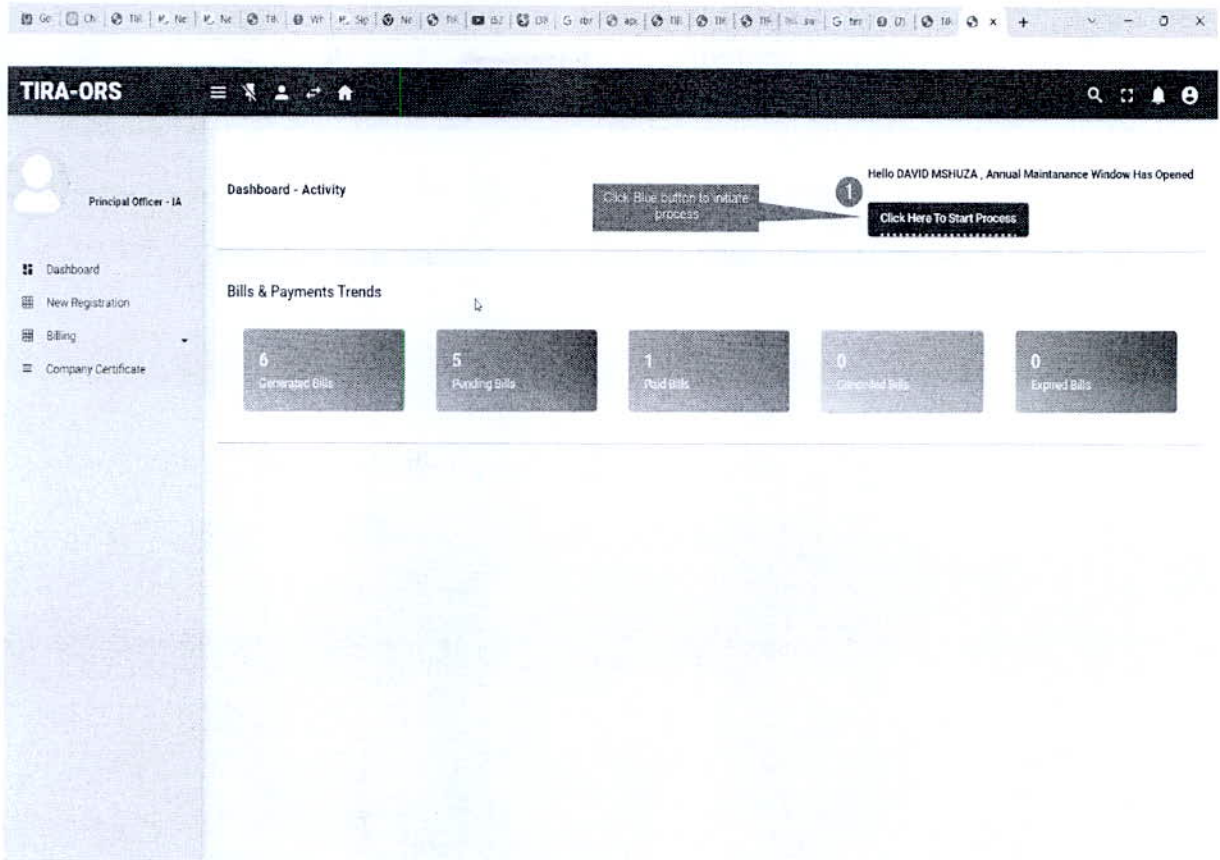 TIRA-ORS
Hello DAVID MSHUZA , Annual Maintanance Window Has Opened
Principal Officer - IA
Dashboard - Activity
Click Blue button to initiate
process
1
Click Here To Start Process
Dashboard
New Registration
Billing
Company Certificate
Bills & Payments Trends
6
Generated Bills
5
Pending Bills
1
Paid Bills
0
Cancelled Bills
0
Expired Bills